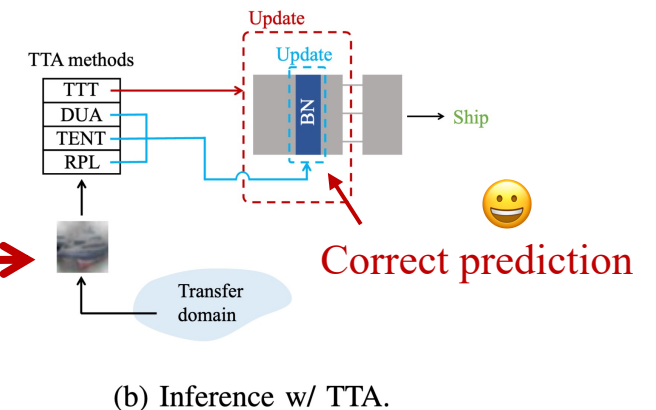 Update
TTA methods
Update
TTT
DUA
TENT
RPL
BN
Ship
Correct prediction
Transfer
domain
(b) Inference w/ TTA.